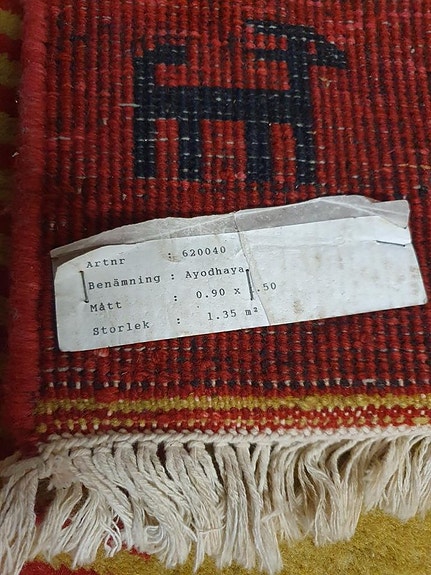 Artnr : 620040
Benämning : Ayodhaya
Mått : 0.90 x .50
Storlek : 1.35 m²